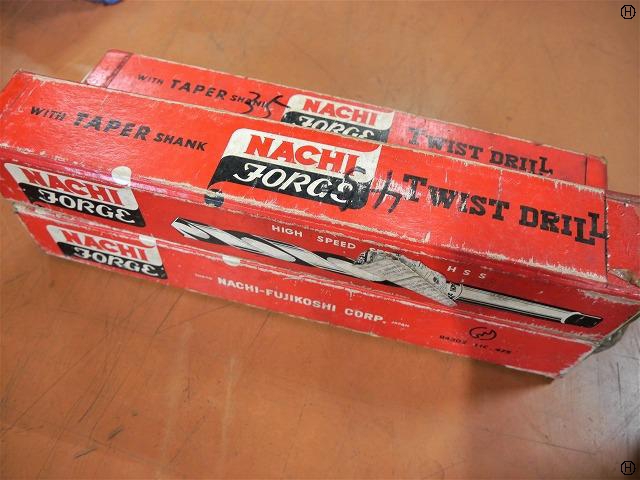 WITH TAPER SHANK
35
NACHI
FORGE
TWIST DRILL
WITH TAPER SHANK
NACHI
FORGE
TWIST DRILL
NACHI
FORGE
HIGH SPEED
HSS
NACHI
FORGE
NACHI-FUJIKOSHI CORP. JAPAN
H
H